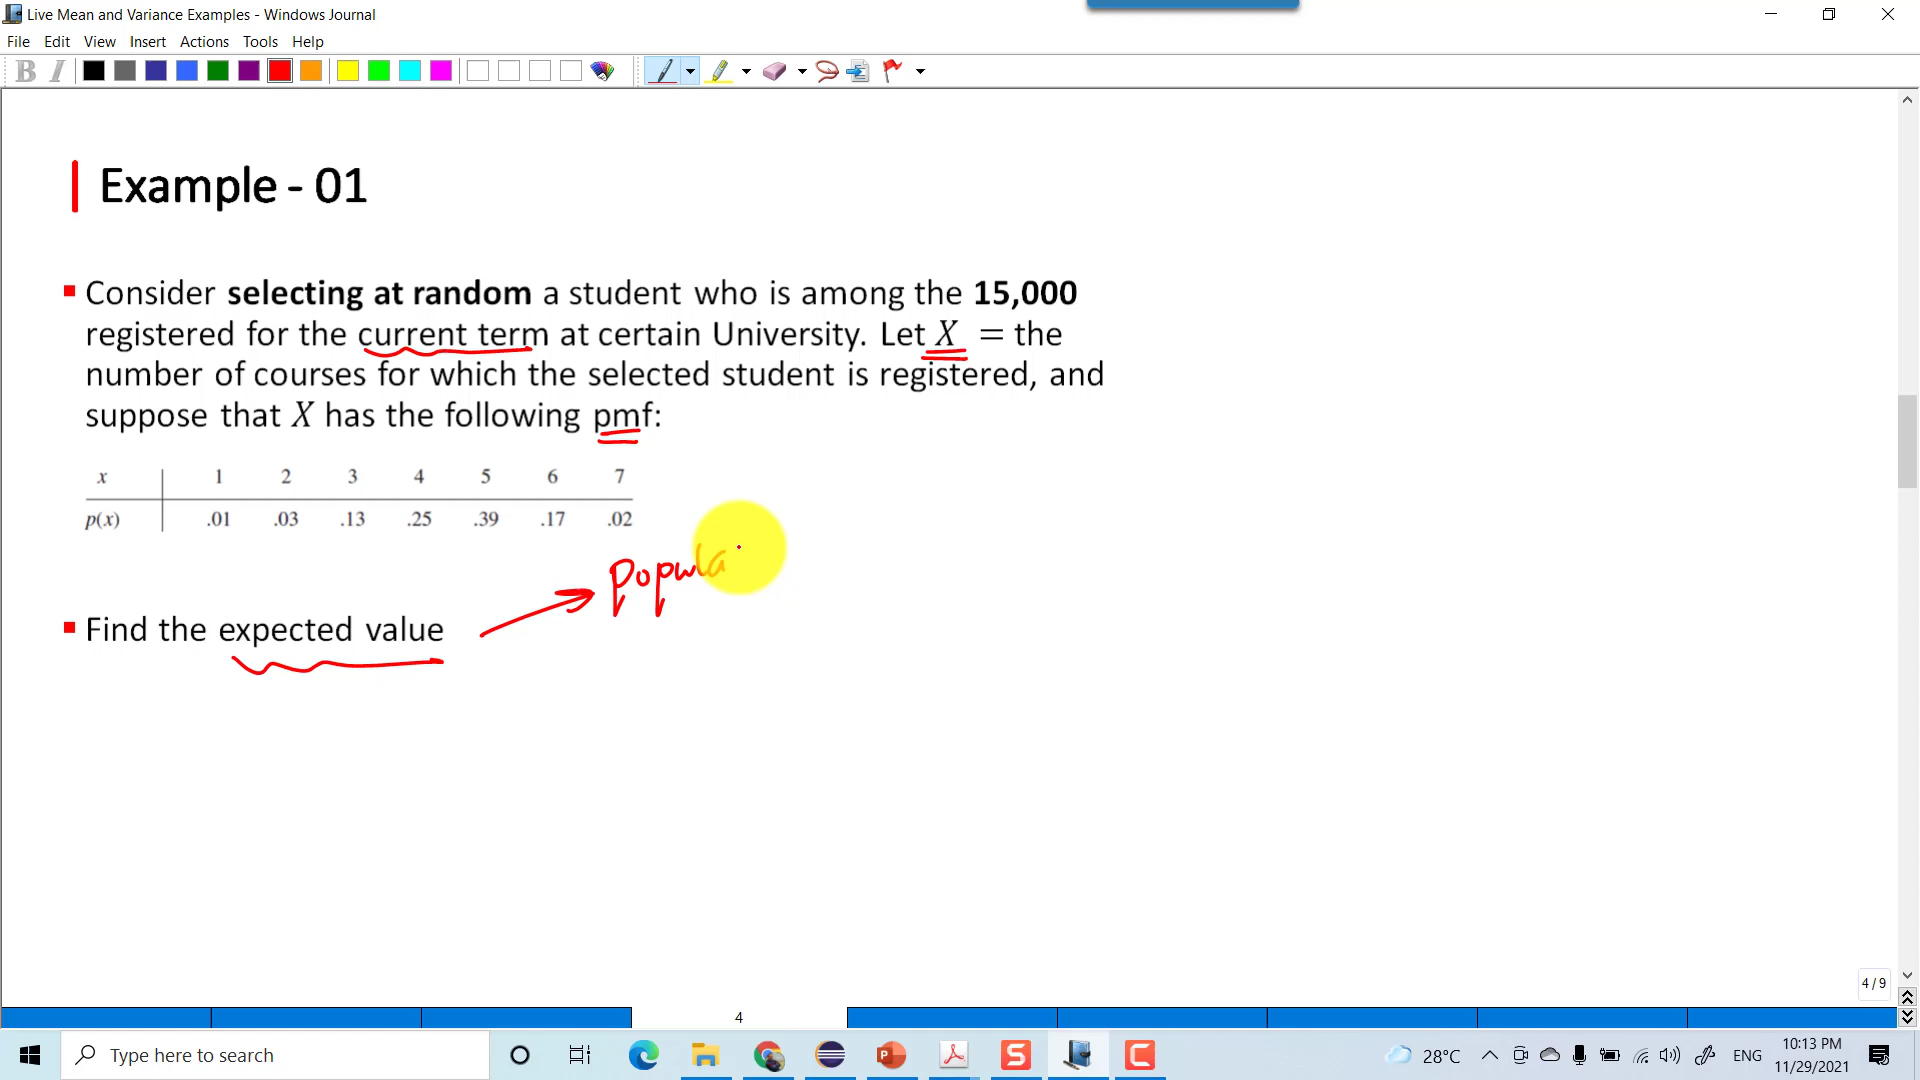 Live Mean and Variance Examples - Windows Journal
File Edit View Insert Actions Tools Help
B I
Example - 01
Consider selecting at random a student who is among the 15,000
registered for the current term at certain University. Let X = the
number of courses for which the selected student is registered, and
suppose that X has the following pmf:
x 1 2 3 4 5 6 7
p(x) .01 .03 .13 .25 .39 .17 .02
Popula
Find the expected value
4 / 9
4
Type here to search
28°C
ENG
10:13 PM
11/29/2021